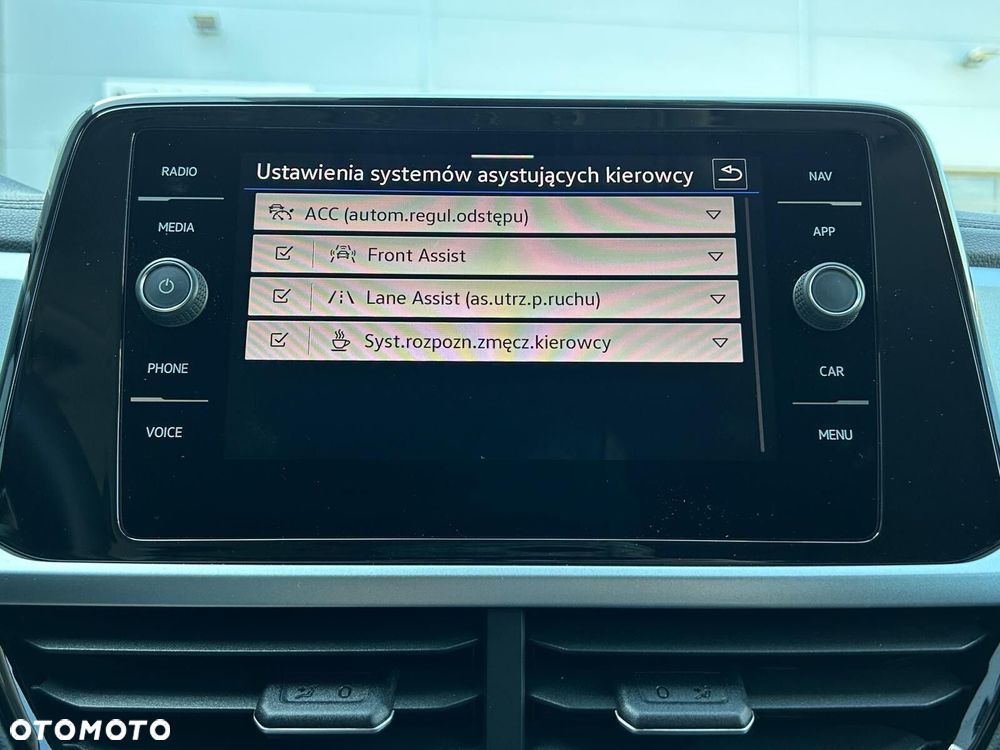 RADIO
MEDIA
PHONE
VOICE
Ustawienia systemów asystujących kierowcy
ACC (autom.regul.odstępu)
Front Assist
Lane Assist (as.utrz.p.ruchu)
Syst.rozpozn.zmęcz.kierowcy
NAV
APP
CAR
MENU
OTOMOTO